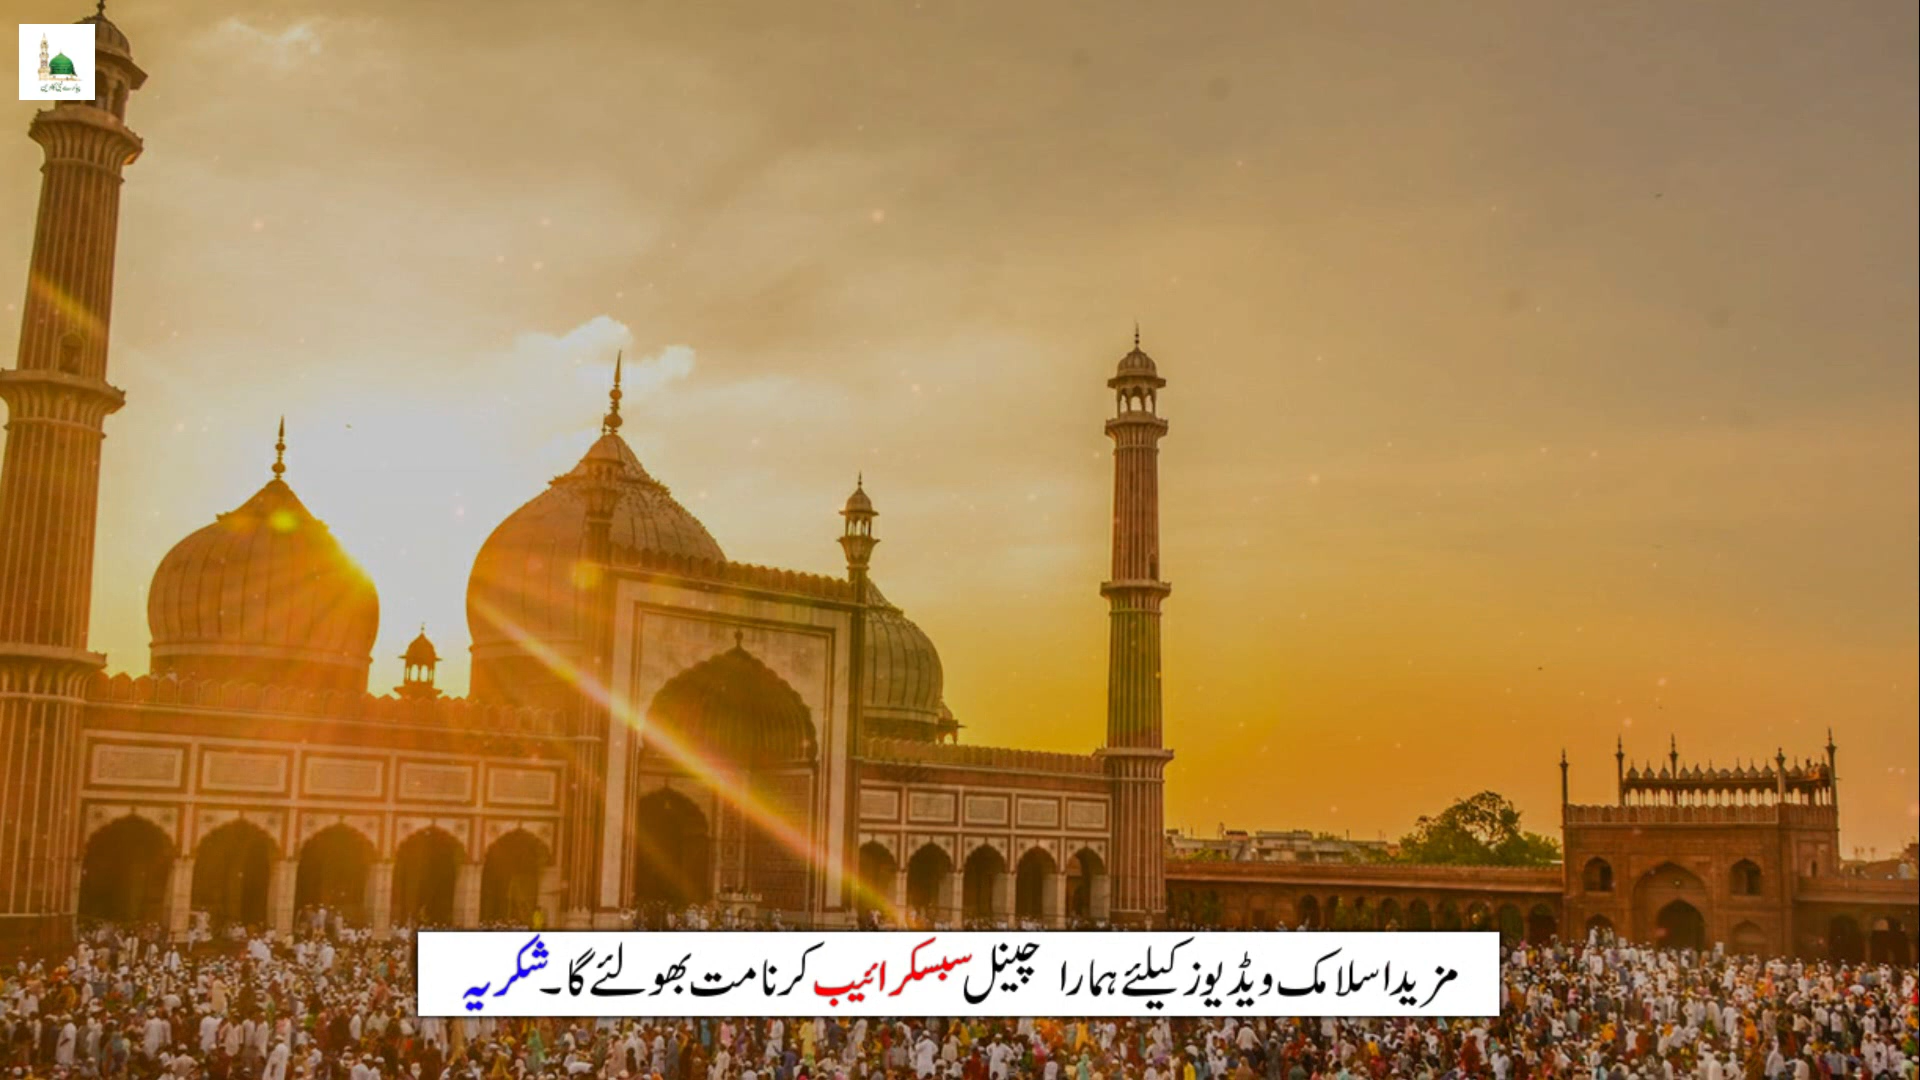 مزید اسلامک ویڈیوز کیلئے ہمارا چینل سبسکرائیب کرنا مت بھولئے گا۔ شکریہ